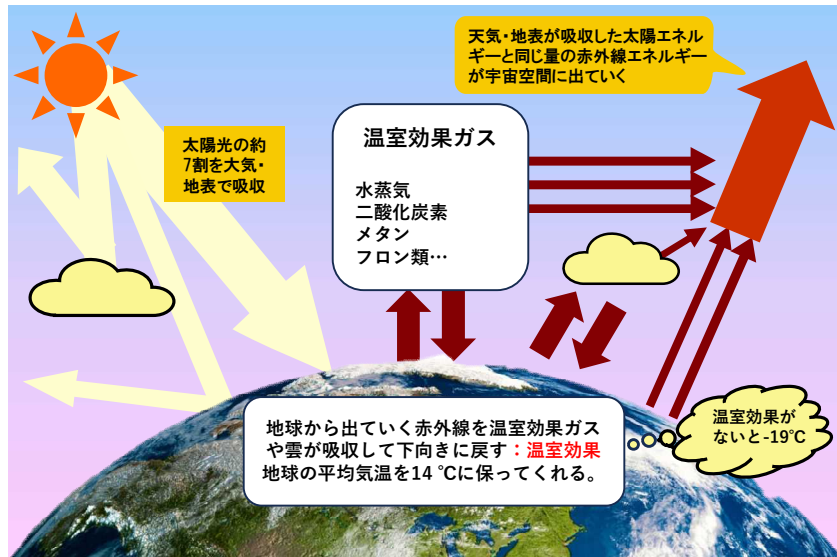 天気・地表が吸収した太陽エネル
ギーと同じ量の赤外線エネルギー
が宇宙空間に出ていく
太陽光の約
7割を大気・
地表で吸収
温室効果ガス
水蒸気
二酸化炭素
メタン
フロン類…
温室効果が
ないと-19℃
地球から出ていく赤外線を温室効果ガス
や雲が吸収して下向きに戻す：温室効果
地球の平均気温を14 ℃に保ってくれる。